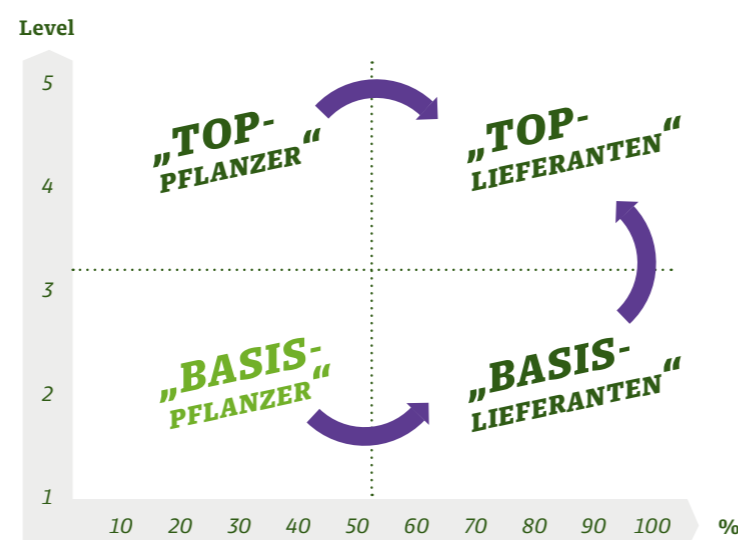 Level
5
„TOP-
PFLANZER“
„TOP-
LIEFERANTEN“
4
3
„BASIS-
PFLANZER“
„BASIS-
LIEFERANTEN“
2
1
10 20 30 40 50 60 70 80 90 100 %